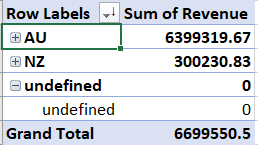 Row Labels Sum of Revenue
AU 6399319.67
NZ 300230.83
undefined 0
undefined 0
Grand Total 6699550.5